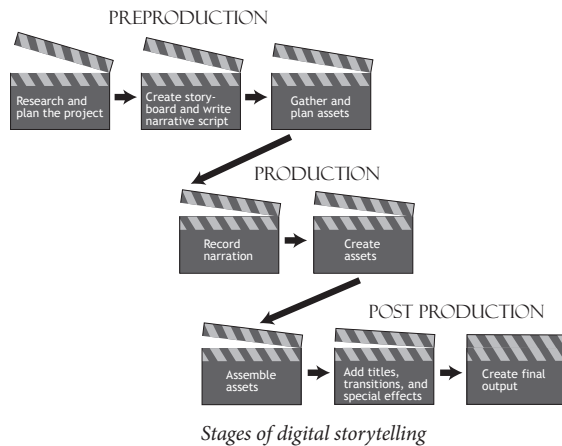 PREPRODUCTION
Research and
plan the project
Create story-
board and write
narrative script
Gather and
plan assets
PRODUCTION
Record
narration
Create
assets
POST PRODUCTION
Assemble
assets
Add titles,
transitions, and
special effects
Create final
output
Stages of digital storytelling